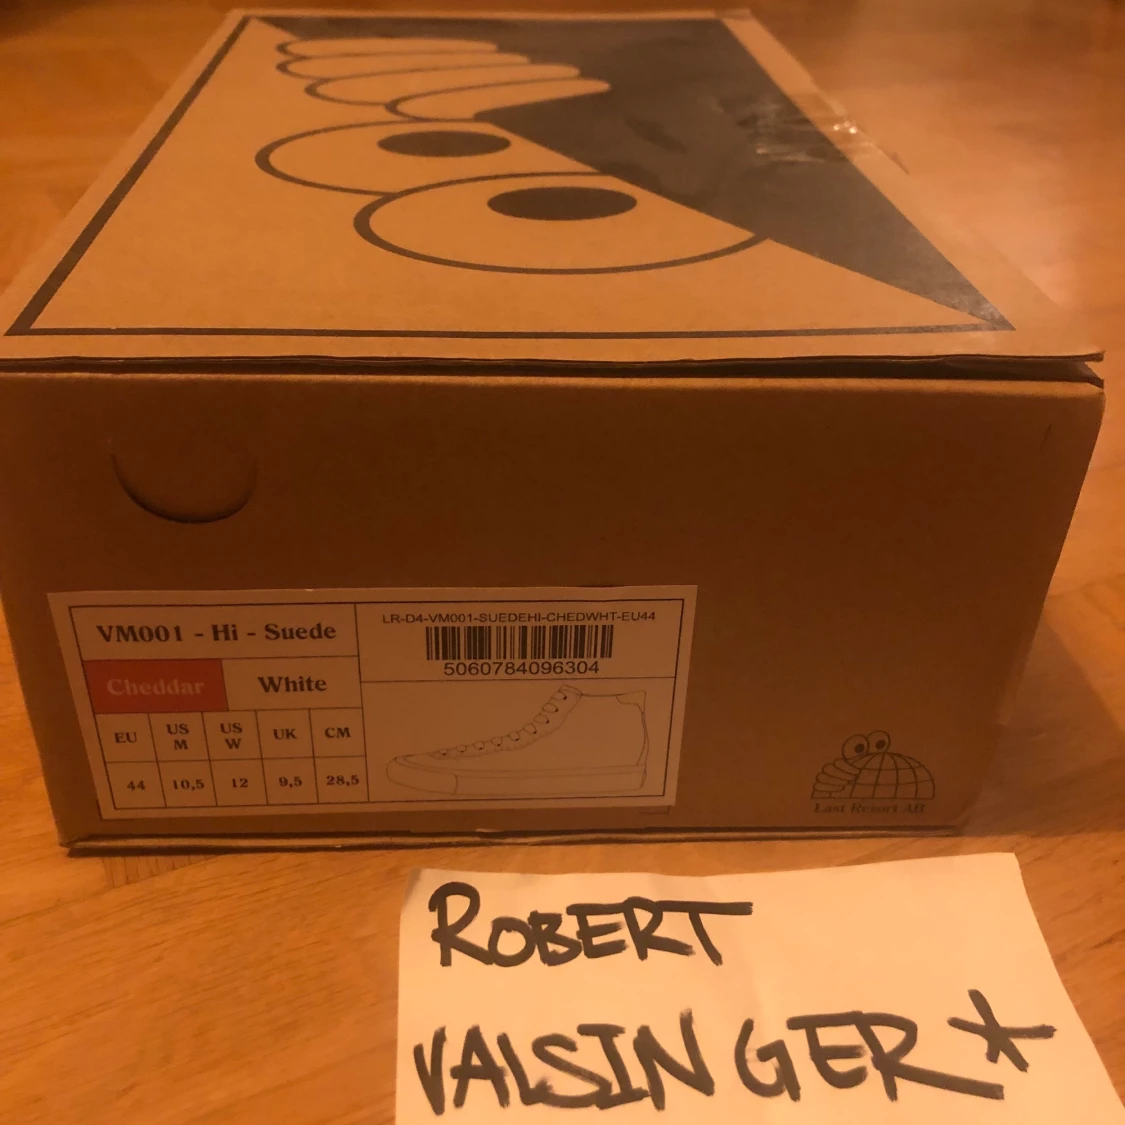 VM001 - Hi - Suede
Cheddar White
EU US M US W UK CM
44 10,5 12 9,5 28,5
LR-D4-VM001-SUEDEHI-CHEDWHT-EU44
5060784096304
Last Resort AB
ROBERT
VALSINGER*